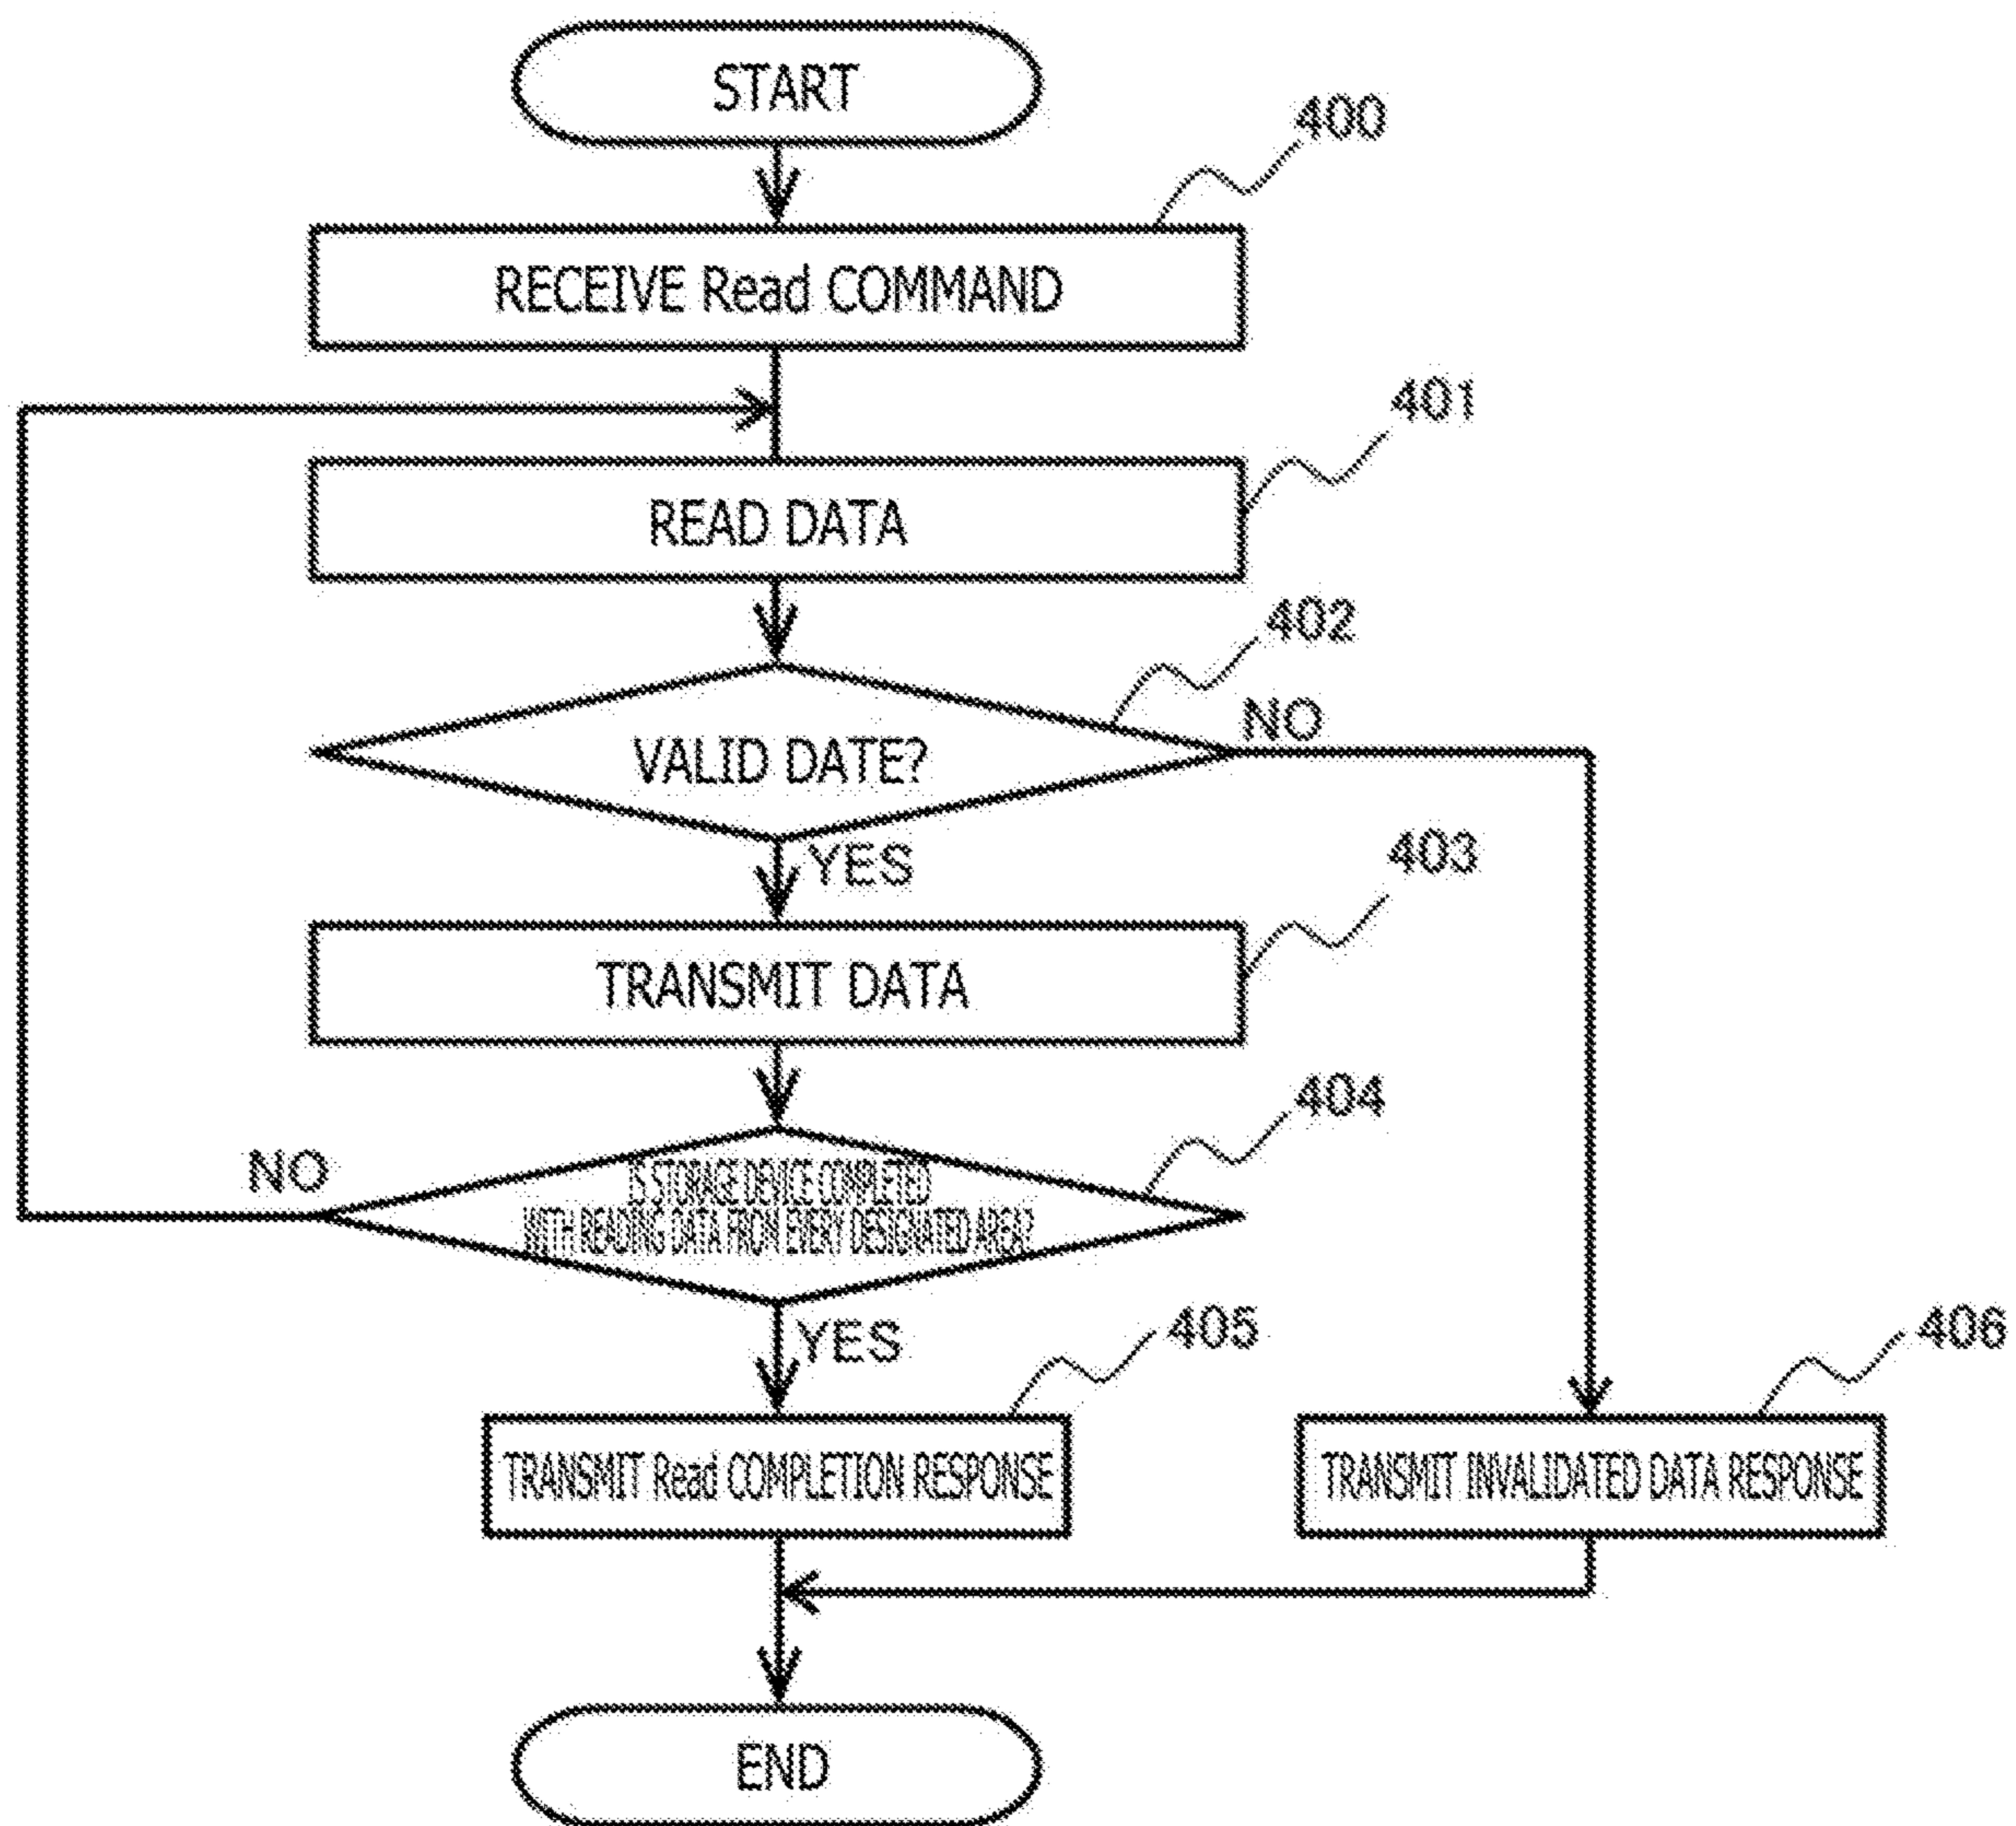 START
400
RECEIVE Read COMMAND
401
READ DATA
402
NO
VALID DATE?
YES
403
TRANSMIT DATA
404
NO
IS STORAGE DEVICE COMPLETED
WITH READING DATA FROM EVERY DESIGNATED AREA?
YES
405
406
TRANSMIT Read COMPLETION RESPONSE
TRANSMIT INVALIDATED DATA RESPONSE
END